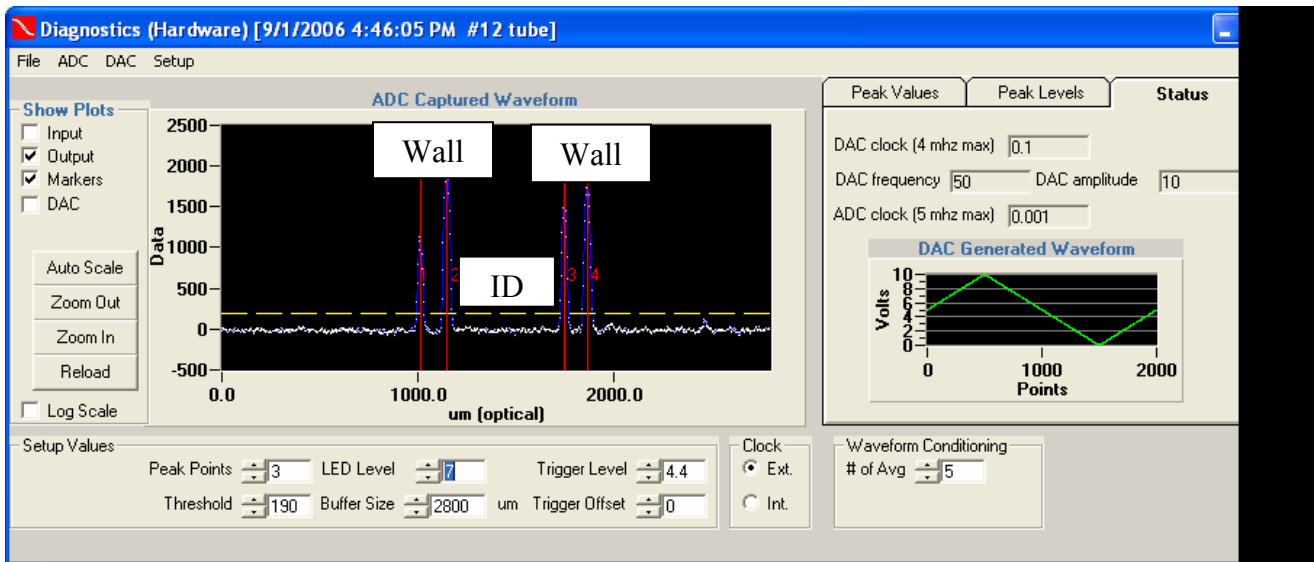 Diagnostics (Hardware) [9/1/2006 4:46:05 PM #12 tube]
File ADC DAC Setup
Show Plots
Input
Output
Markers
DAC
Auto Scale
Zoom Out
Zoom In
Reload
Log Scale
ADC Captured Waveform
Wall Wall
ID
1 2 3 4
Data
2500
2000
1500
1000
500
0
-500
0.0 1000.0 2000.0
um (optical)
Peak Values Peak Levels Status
DAC clock (4 mhz max) 0.1
DAC frequency 50 DAC amplitude 10
ADC clock (5 mhz max) 0.001
DAC Generated Waveform
Volts
10
8
6
4
2
0
0 1000 2000
Points
Setup Values
Peak Points 3 LED Level 7 Trigger Level 4.4
Threshold 190 Buffer Size 2800 um Trigger Offset 0
Clock
Ext.
Int.
Waveform Conditioning
# of Avg 5